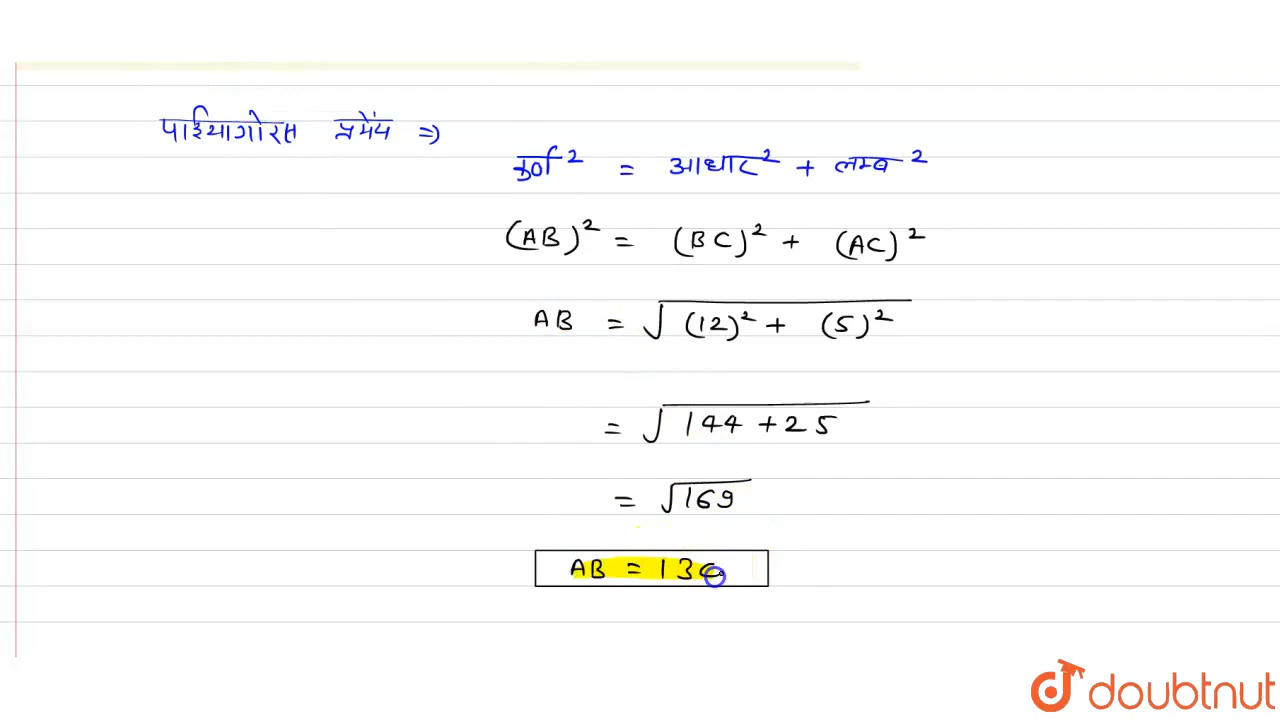 पाइथागोरस प्रमेंय ⇒
कर्ण² = आधार² + लम्ब²
(AB)² = (BC)² + (AC)²
AB = √(12)² + (5)²
= √144 + 25
= √169
AB = 13c
doubtnut